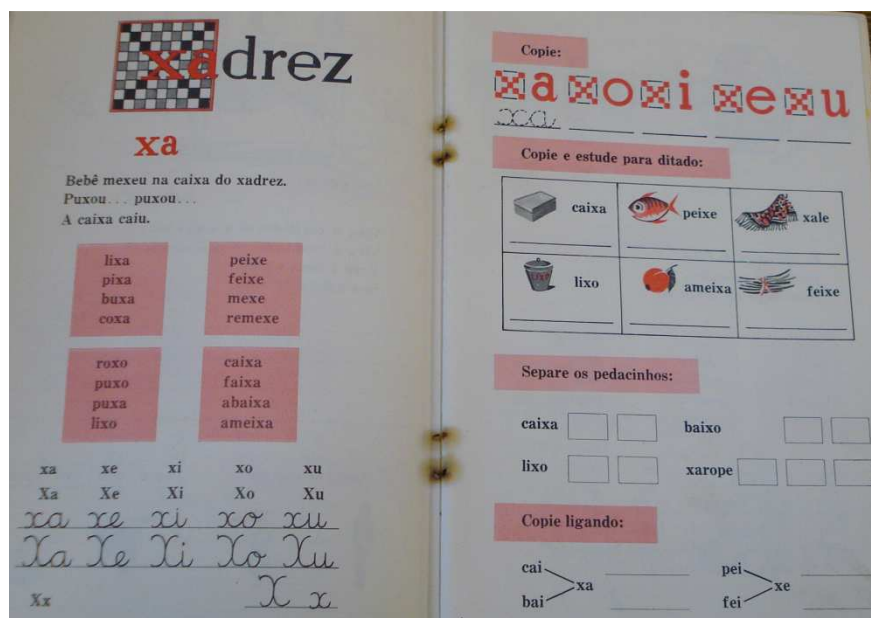 xadrez
xa
Bebê mexeu na caixa do xadrez.
Puxou... puxou...
A caixa caiu.
lixa
pixa
buxa
coxa
peixe
feixe
mexe
remexe
roxo
puxo
puxa
lixo
caixa
faixa
abaixa
ameixa
xa xe xi xo xu
Xa Xe Xi Xo Xu
xa xe xi xo xu
Xa Xe Xi Xo Xu
Xx X x
Copie:
xa xo xi xe xu
xa
Copie e estude para ditado:
caixa peixe xale
LIXO
lixo ameixa feixe
Separe os pedacinhos:
caixa baixo
lixo xarope
Copie ligando:
cai pei
xa xe
bai fei